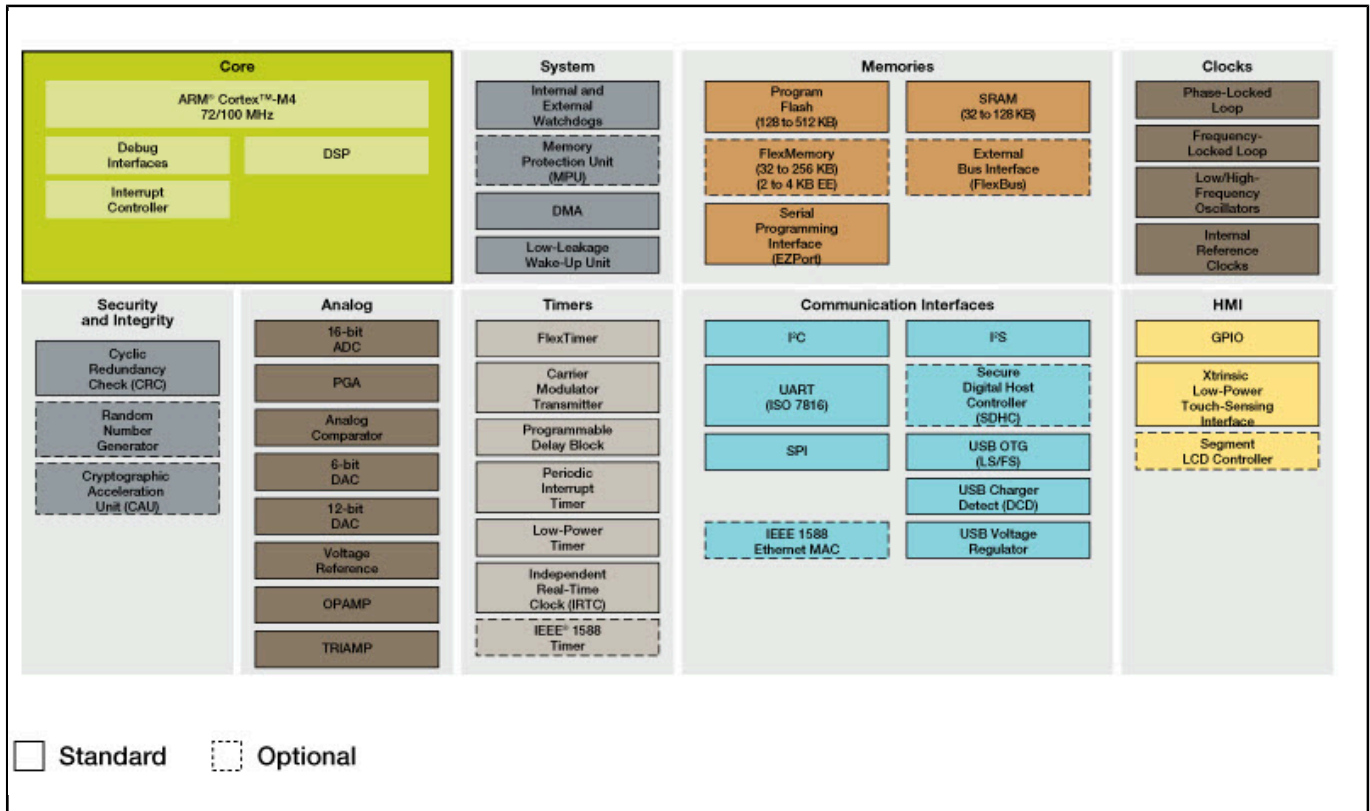 Core
ARM® Cortex™-M4
72/100 MHz
Debug
Interfaces
DSP
Interrupt
Controller
System
Internal and
External
Watchdogs
Memory
Protection Unit
(MPU)
DMA
Low-Leakage
Wake-Up Unit
Memories
Program
Flash
(128 to 512 KB)
SRAM
(32 to 128 KB)
FlexMemory
(32 to 256 KB)
(2 to 4 KB EE)
External
Bus Interface
(FlexBus)
Serial
Programming
Interface
(EZPort)
Clocks
Phase-Locked
Loop
Frequency-
Locked Loop
Low/High-
Frequency
Oscillators
Internal
Reference
Clocks
Security
and Integrity
Cyclic
Redundancy
Check (CRC)
Random
Number
Generator
Cryptographic
Acceleration
Unit (CAU)
Analog
16-bit
ADC
PGA
Analog
Comparator
6-bit
DAC
12-bit
DAC
Voltage
Reference
OPAMP
TRIAMP
Timers
FlexTimer
Carrier
Modulator
Transmitter
Programmable
Delay Block
Periodic
Interrupt
Timer
Low-Power
Timer
Independent
Real-Time
Clock (IRTC)
IEEE® 1588
Timer
Communication Interfaces
I²C
I²S
UART
(ISO 7816)
Secure
Digital Host
Controller
(SDHC)
SPI
USB OTG
(LS/FS)
USB Charger
Detect (DCD)
IEEE 1588
Ethernet MAC
USB Voltage
Regulator
HMI
GPIO
Xtrinsic
Low-Power
Touch-Sensing
Interface
Segment
LCD Controller
Standard
Optional